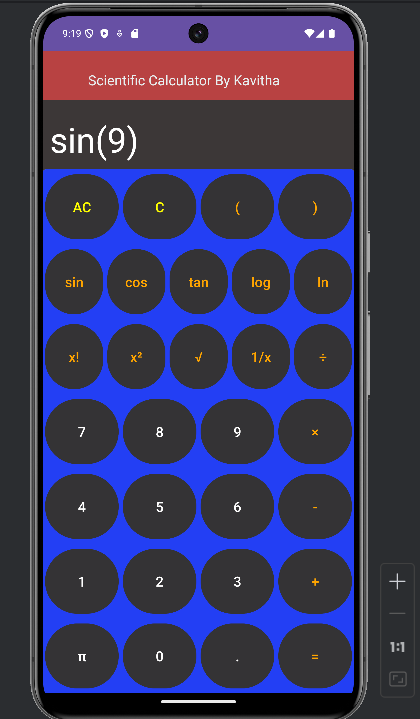 9:19
Scientific Calculator By Kavitha
sin(9)
AC C ( )
sin cos tan log ln
x! x² √ 1/x ÷
7 8 9 ×
4 5 6 -
1 2 3 +
π 0 . =
1:1